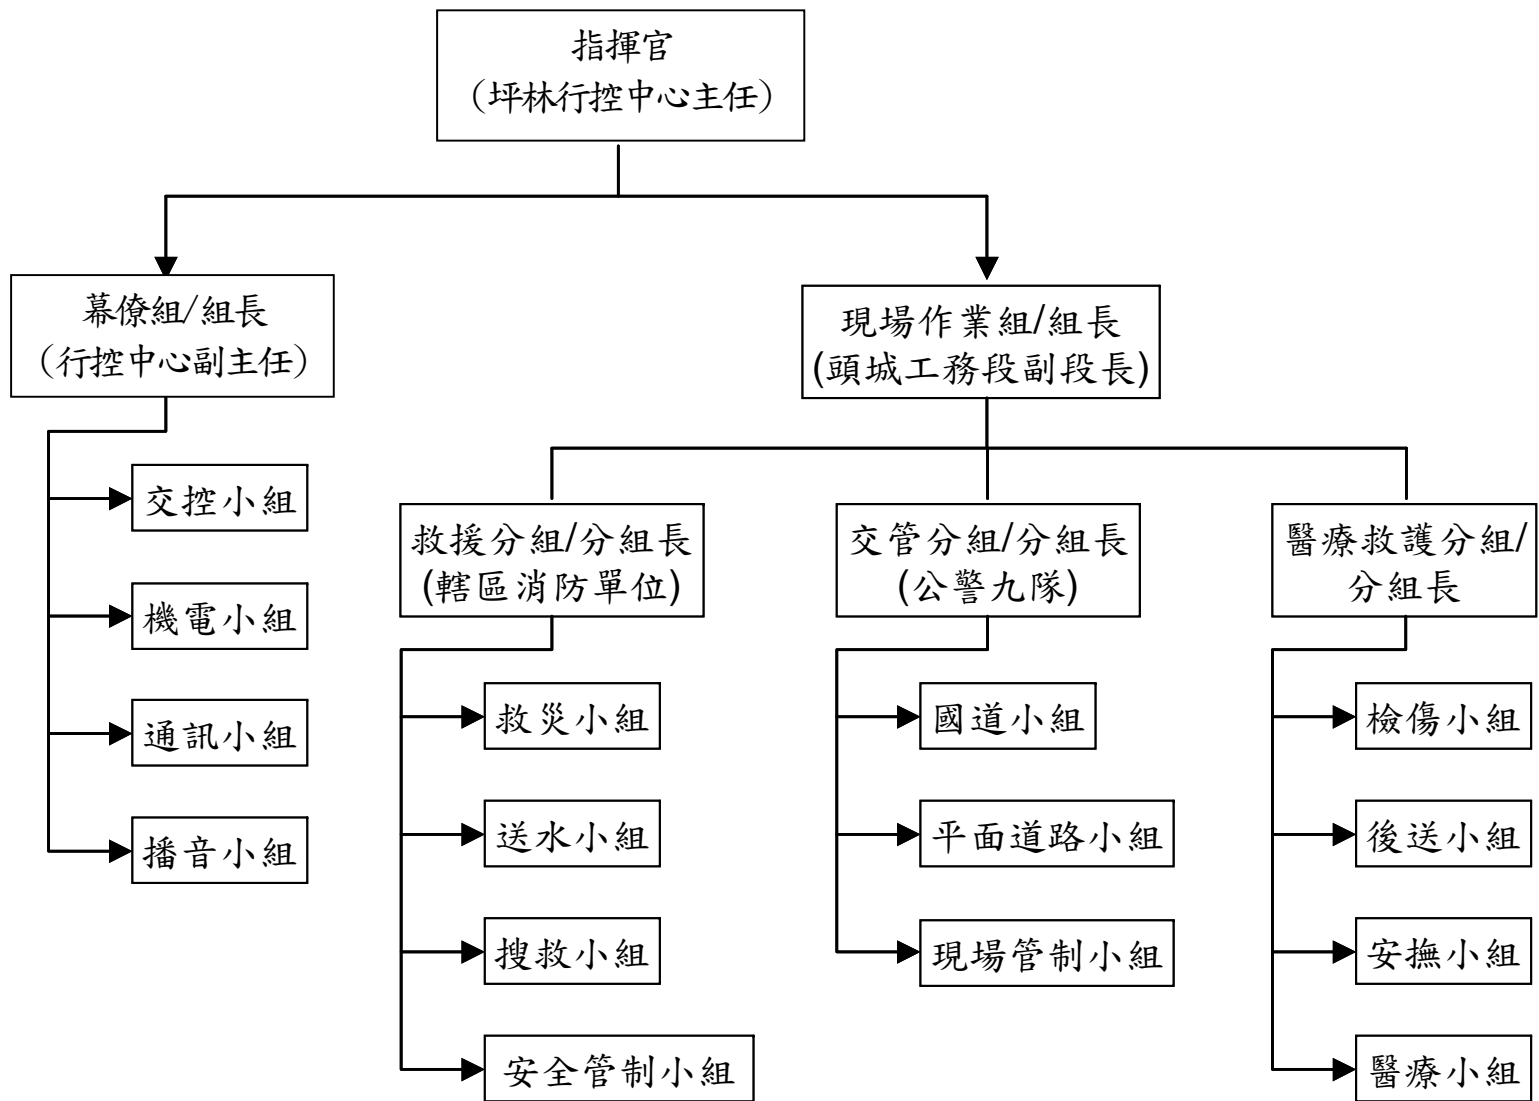 指揮官
（坪林行控中心主任）
幕僚組/組長
（行控中心副主任）
現場作業組/組長
(頭城工務段副段長)
交控小組
機電小組
通訊小組
播音小組
救援分組/分組長
(轄區消防單位)
救災小組
送水小組
搜救小組
安全管制小組
交管分組/分組長
(公警九隊)
國道小組
平面道路小組
現場管制小組
醫療救護分組/
分組長
檢傷小組
後送小組
安撫小組
醫療小組